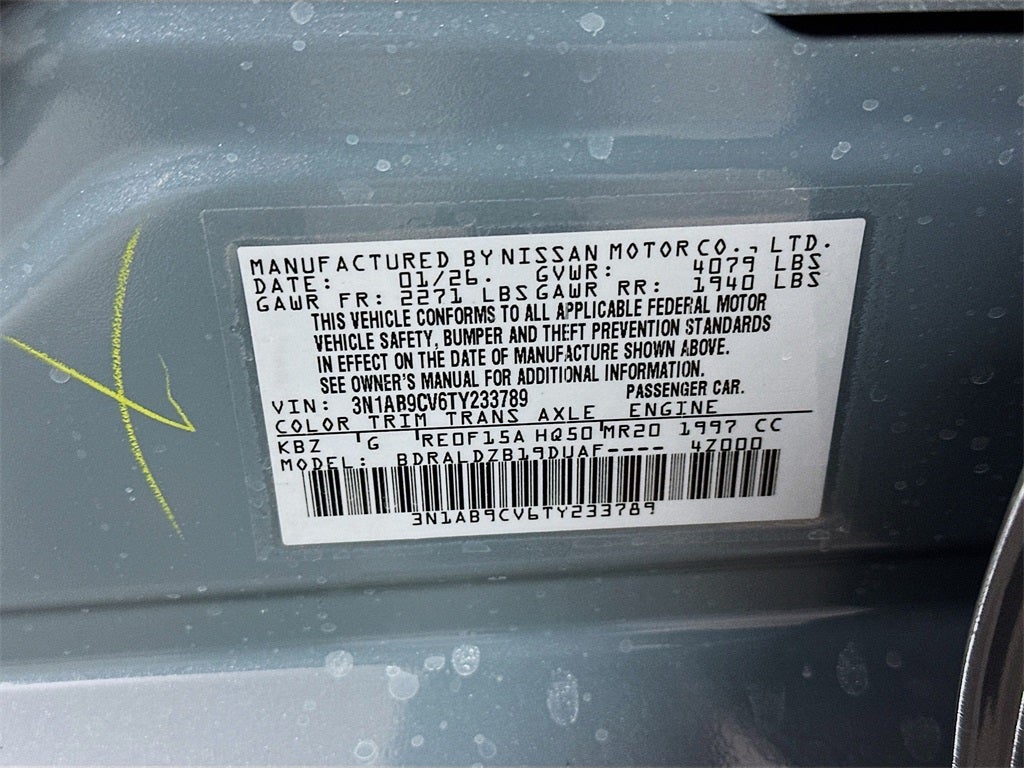 MANUFACTURED BY NISSAN MOTOR CO., LTD.
DATE: 01/26. GVWR: 4079 LBS
GAWR FR: 2271 LBS GAWR RR: 1940 LBS
THIS VEHICLE CONFORMS TO ALL APPLICABLE FEDERAL MOTOR
VEHICLE SAFETY, BUMPER AND THEFT PREVENTION STANDARDS
IN EFFECT ON THE DATE OF MANUFACTURE SHOWN ABOVE.
SEE OWNER'S MANUAL FOR ADDITIONAL INFORMATION.
VIN: 3N1AB9CV6TY233789 PASSENGER CAR.
COLOR TRIM TRANS AXLE ENGINE
KBZ G RE0F15A HQ50 MR20 1997 CC
MODEL: BDRALDZB19DUAF---- 4Z000
3N1AB9CV6TY233789